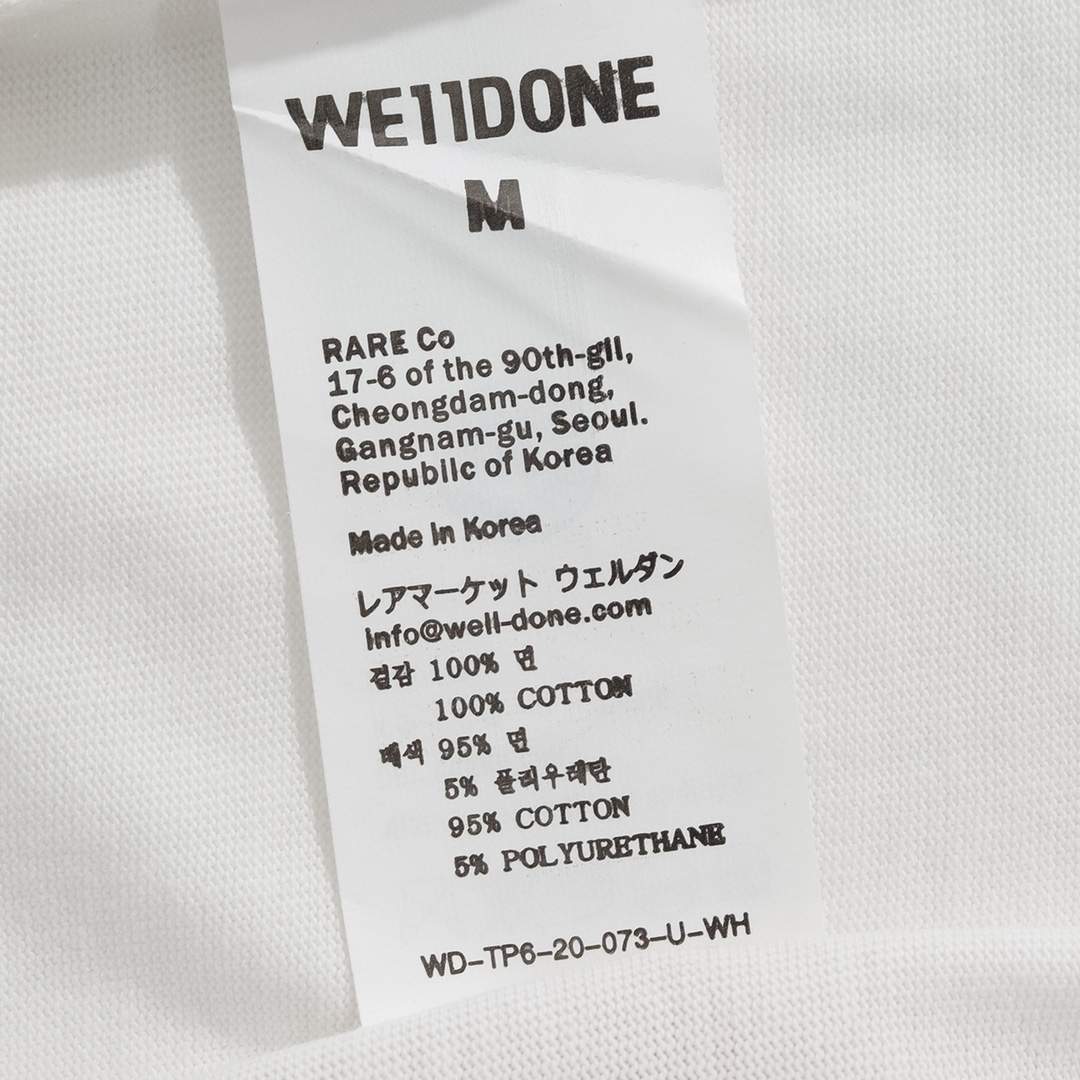 WE11DONE
M
RARE Co
17-6 of the 90th-gil,
Cheongdam-dong,
Gangnam-gu, Seoul.
Republic of Korea
Made in Korea
レアマーケット ウェルダン
info@well-done.com
겉감 100% 면
100% COTTON
배색 95% 면
5% 폴리우레탄
95% COTTON
5% POLYURETHANE
WD-TP6-20-073-U-WH